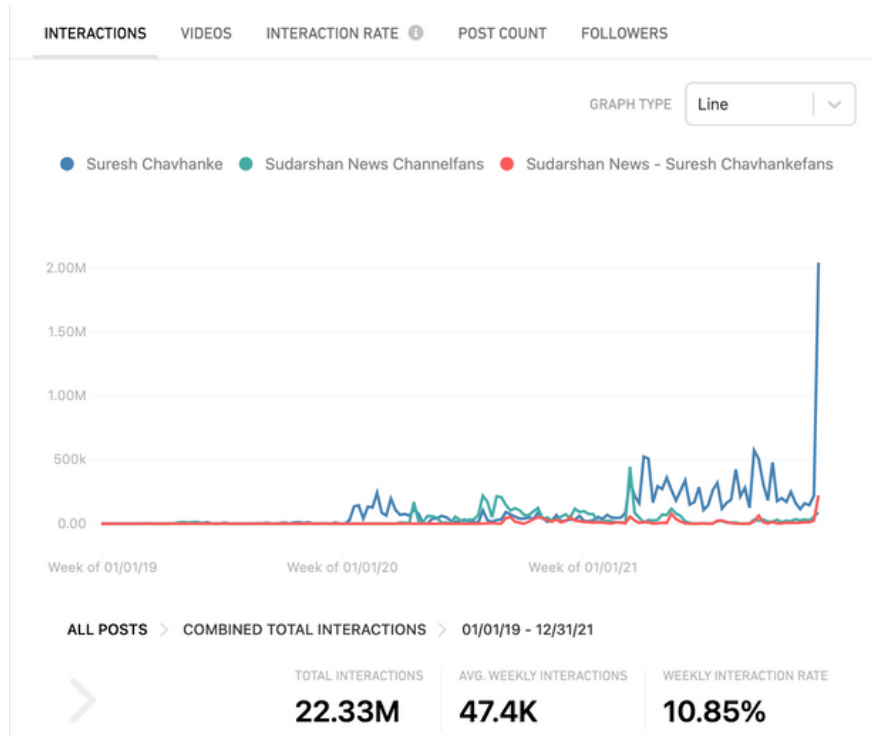 INTERACTIONS VIDEOS INTERACTION RATE POST COUNT FOLLOWERS
GRAPH TYPE Line
Suresh Chavhanke Sudarshan News Channelfans Sudarshan News - Suresh Chavhankefans
2.00M
1.50M
1.00M
500k
0.00
Week of 01/01/19 Week of 01/01/20 Week of 01/01/21
ALL POSTS COMBINED TOTAL INTERACTIONS 01/01/19 - 12/31/21
TOTAL INTERACTIONS AVG. WEEKLY INTERACTIONS WEEKLY INTERACTION RATE
22.33M 47.4K 10.85%